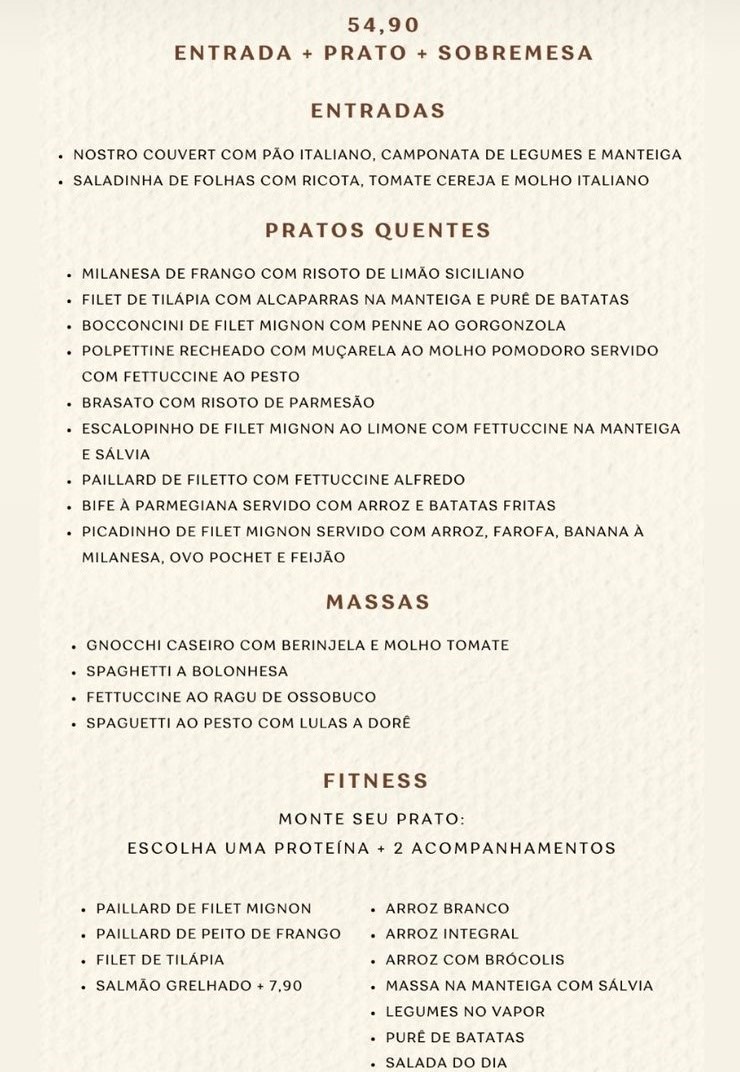 54,90
ENTRADA + PRATO + SOBREMESA
ENTRADAS
• NOSTRO COUVERT COM PÃO ITALIANO, CAMPONATA DE LEGUMES E MANTEIGA
• SALADINHA DE FOLHAS COM RICOTA, TOMATE CEREJA E MOLHO ITALIANO
PRATOS QUENTES
• MILANESA DE FRANGO COM RISOTO DE LIMÃO SICILIANO
• FILET DE TILÁPIA COM ALCAPARRAS NA MANTEIGA E PURÊ DE BATATAS
• BOCCONCINI DE FILET MIGNON COM PENNE AO GORGONZOLA
• POLPETTINE RECHEADO COM MUÇARELA AO MOLHO POMODORO SERVIDO
COM FETTUCCINE AO PESTO
• BRASATO COM RISOTO DE PARMESÃO
• ESCALOPINHO DE FILET MIGNON AO LIMONE COM FETTUCCINE NA MANTEIGA
E SÁLVIA
• PAILLARD DE FILETTO COM FETTUCCINE ALFREDO
• BIFE À PARMEGIANA SERVIDO COM ARROZ E BATATAS FRITAS
• PICADINHO DE FILET MIGNON SERVIDO COM ARROZ, FAROFA, BANANA À
MILANESA, OVO POCHET E FEIJÃO
MASSAS
• GNOCCHI CASEIRO COM BERINJELA E MOLHO TOMATE
• SPAGHETTI A BOLONHESA
• FETTUCCINE AO RAGU DE OSSOBUCO
• SPAGUETTI AO PESTO COM LULAS A DORÊ
FITNESS
MONTE SEU PRATO:
ESCOLHA UMA PROTEÍNA + 2 ACOMPANHAMENTOS
• PAILLARD DE FILET MIGNON
• PAILLARD DE PEITO DE FRANGO
• FILET DE TILÁPIA
• SALMÃO GRELHADO + 7,90
• ARROZ BRANCO
• ARROZ INTEGRAL
• ARROZ COM BRÓCOLIS
• MASSA NA MANTEIGA COM SÁLVIA
• LEGUMES NO VAPOR
• PURÊ DE BATATAS
• SALADA DO DIA